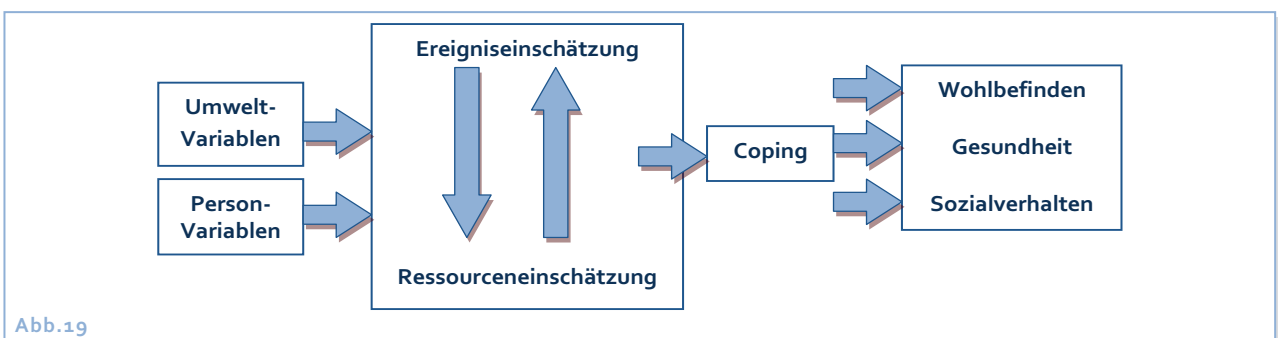 Umwelt-
Variablen
Person-
Variablen
Ereigniseinschätzung
Ressourceneinschätzung
Coping
Wohlbefinden
Gesundheit
Sozialverhalten
Abb.19